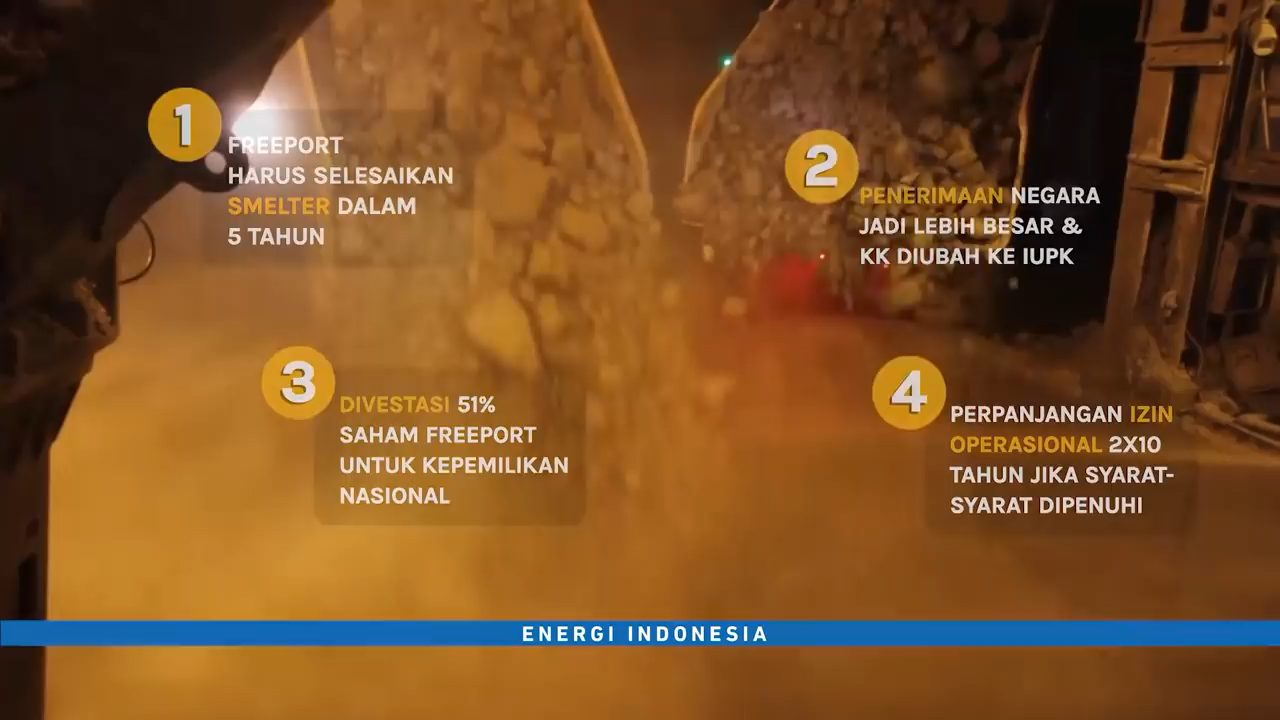 1
FREEPORT
HARUS SELESAIKAN
SMELTER DALAM
5 TAHUN
2
PENERIMAAN NEGARA
JADI LEBIH BESAR &
KK DIUBAH KE IUPK
3
DIVESTASI 51%
SAHAM FREEPORT
UNTUK KEPEMILIKAN
NASIONAL
4
PERPANJANGAN IZIN
OPERASIONAL 2X10
TAHUN JIKA SYARAT-
SYARAT DIPENUHI
ENERGI INDONESIA